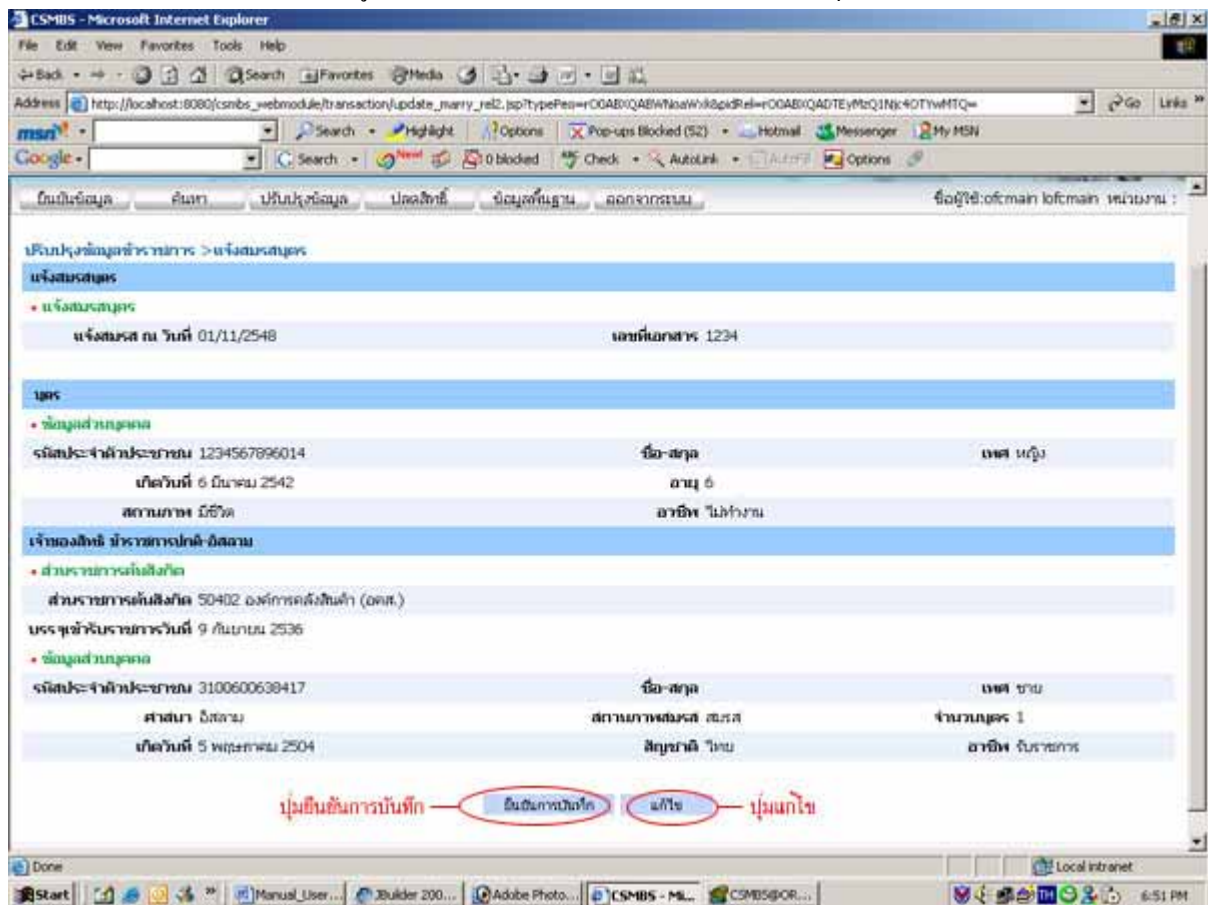 CSMBS - Microsoft Internet Explorer
File Edit View Favorites Tools Help
Back Search Favorites Media
Address http://localhost:8080/csmbs_webmodule/transaction/update_marry_rel2.jsp?typePen= Go Links »
msn Search Highlight Options Pop-ups Blocked (52) Hotmail Messenger My MSN
Google Search New! 0 blocked Check AutoLink AutoFill Options
ยืนยันข้อมูล ค้นหา ปรับปรุงข้อมูล ปลดสิทธิ์ ข้อมูลพื้นฐาน ออกจากระบบ ชื่อผู้ใช้:ofcmain lofcmain หน่วยงาน :
ปรับปรุงข้อมูลข้าราชการ >แจ้งสมรสบุตร
แจ้งสมรสบุตร
• แจ้งสมรสบุตร
แจ้งสมรส ณ วันที่ 01/11/2548 เลขที่เอกสาร 1234
บุตร
• ข้อมูลส่วนบุคคล
รหัสประจำตัวประชาชน 1234567896014 ชื่อ-สกุล เพศ หญิง
เกิดวันที่ 6 มีนาคม 2542 อายุ 6
สถานภาพ มีชีวิต อาชีพ ไม่ทำงาน
เจ้าของสิทธิ ข้าราชการปกติ-อิสลาม
• ส่วนราชการต้นสังกัด
ส่วนราชการต้นสังกัด 50402 องค์การคลังสินค้า (อคส.)
บรรจุเข้ารับราชการวันที่ 9 กันยายน 2536
• ข้อมูลส่วนบุคคล
รหัสประจำตัวประชาชน 3100600638417 ชื่อ-สกุล เพศ ชาย
ศาสนา อิสลาม สถานภาพสมรส สมรส จำนวนบุตร 1
เกิดวันที่ 5 พฤษภาคม 2504 สัญชาติ ไทย อาชีพ รับราชการ
ปุ่มยืนยันการบันทึก ยืนยันการบันทึก แก้ไข ปุ่มแก้ไข
Done Local intranet
Start » Manual_User... JBuilder 200... Adobe Photo... CSMBS - Mi... CSMBS@OR... TH 6:51 PM